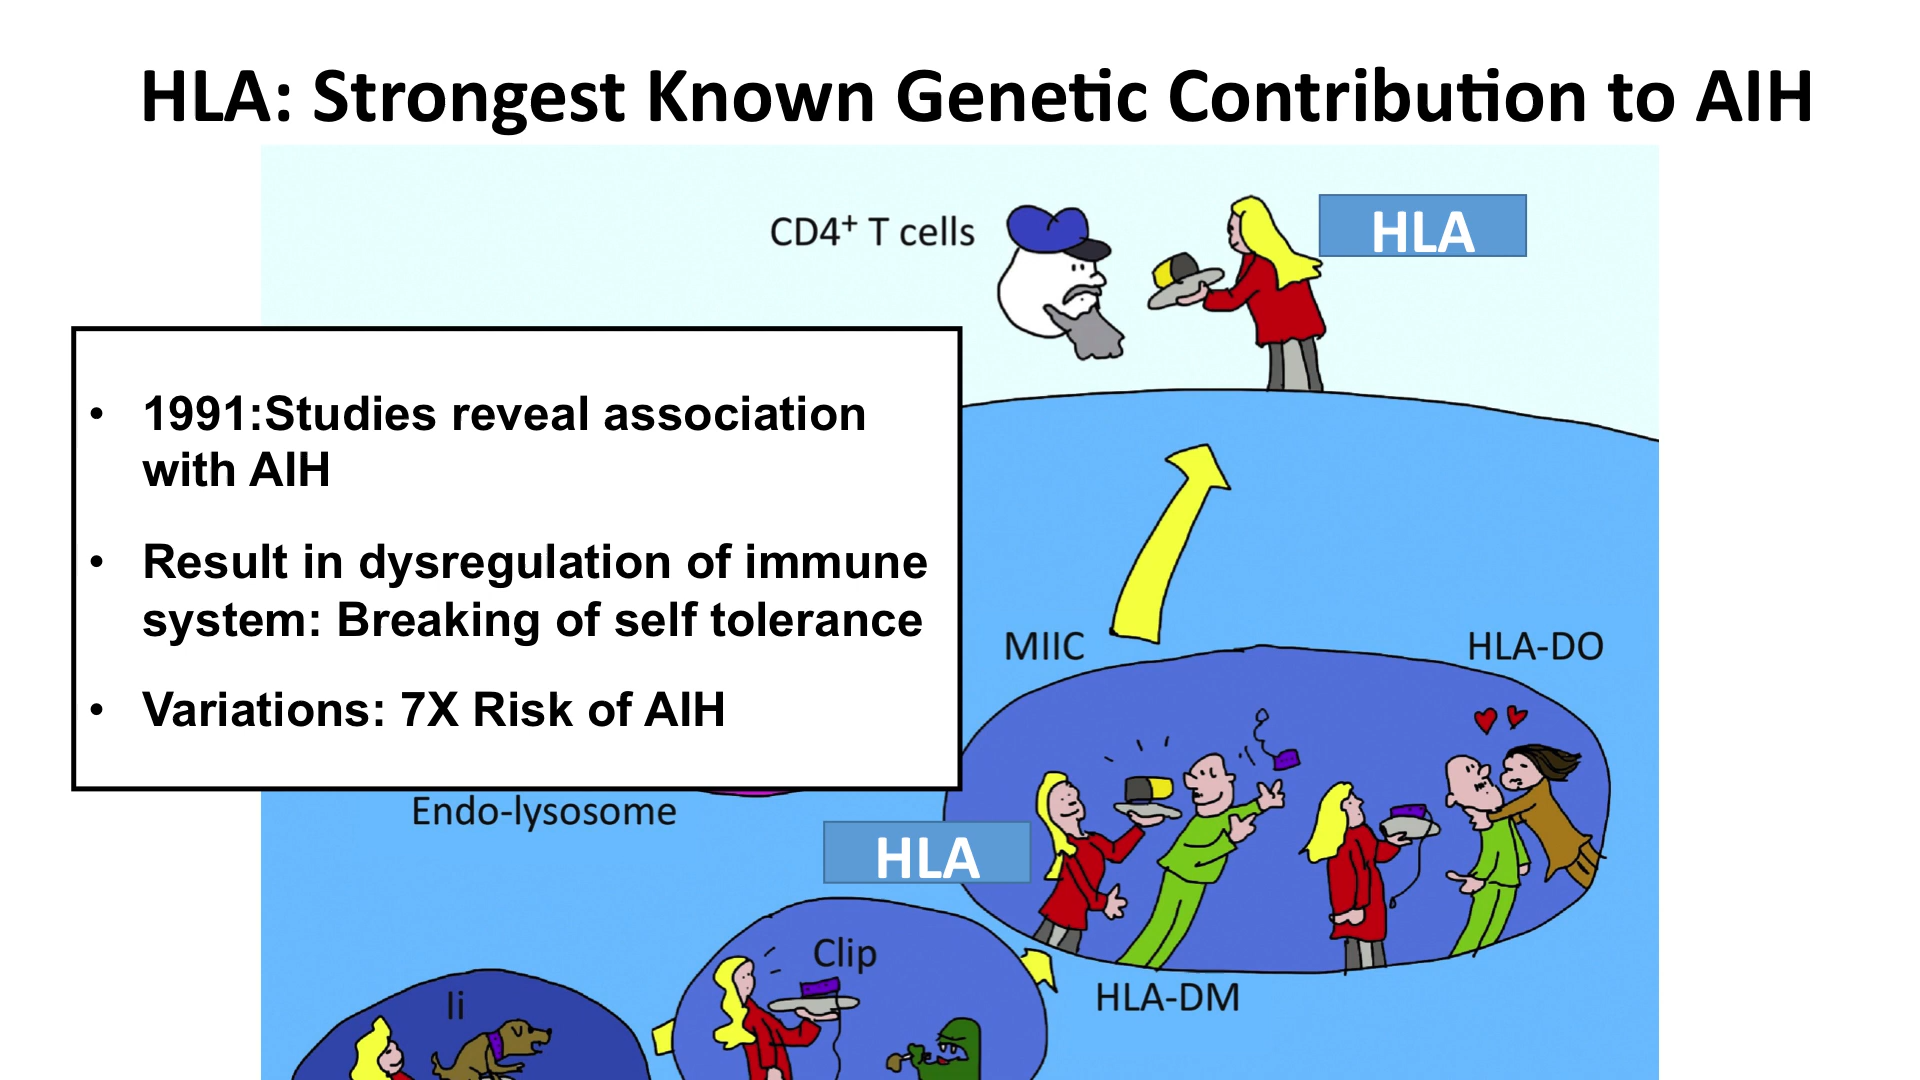 HLA: Strongest Known Genetic Contribution to AIH
CD4+ T cells
HLA
• 1991:Studies reveal association
with AIH
• Result in dysregulation of immune
system: Breaking of self tolerance
• Variations: 7X Risk of AIH
MIIC
HLA-DO
Endo-lysosome
HLA
Clip
HLA-DM
Ii